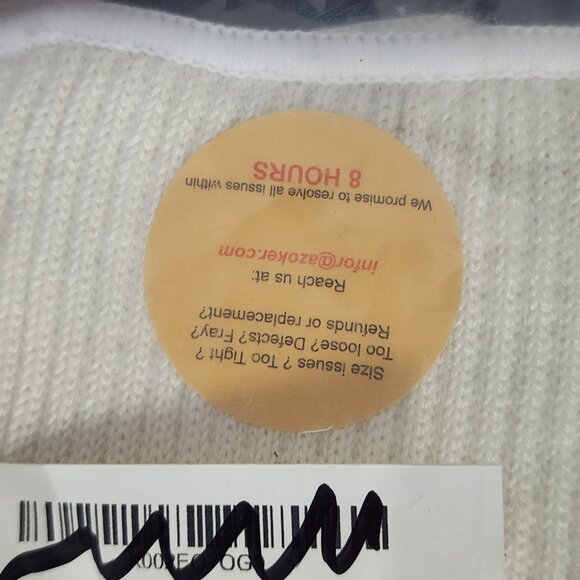 Size issues ? Too Tight ?
Too loose? Defects? Fray?
Refunds or replacement?
Reach us at:
infor@azoker.com
We promise to resolve all issues within
8 HOURS